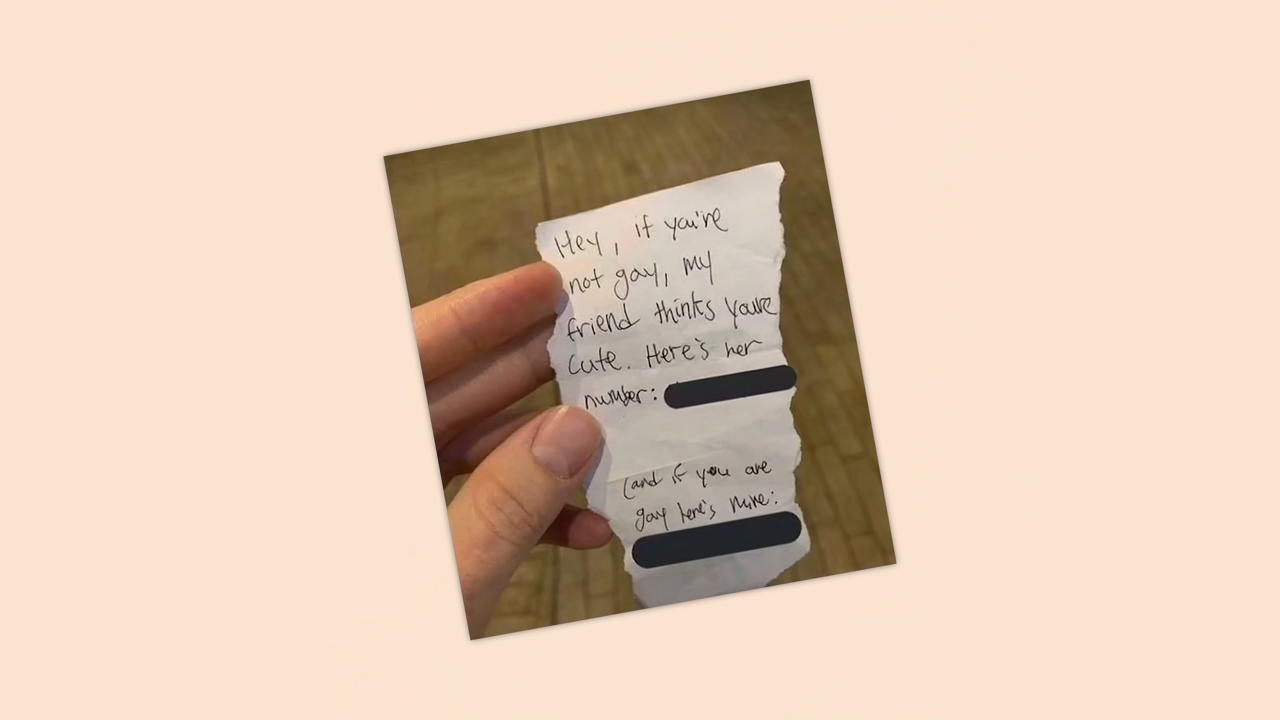 Hey, if you're
not gay, my
friend thinks you're
cute. Here's her
number:
(and if you are
gay here's mine: